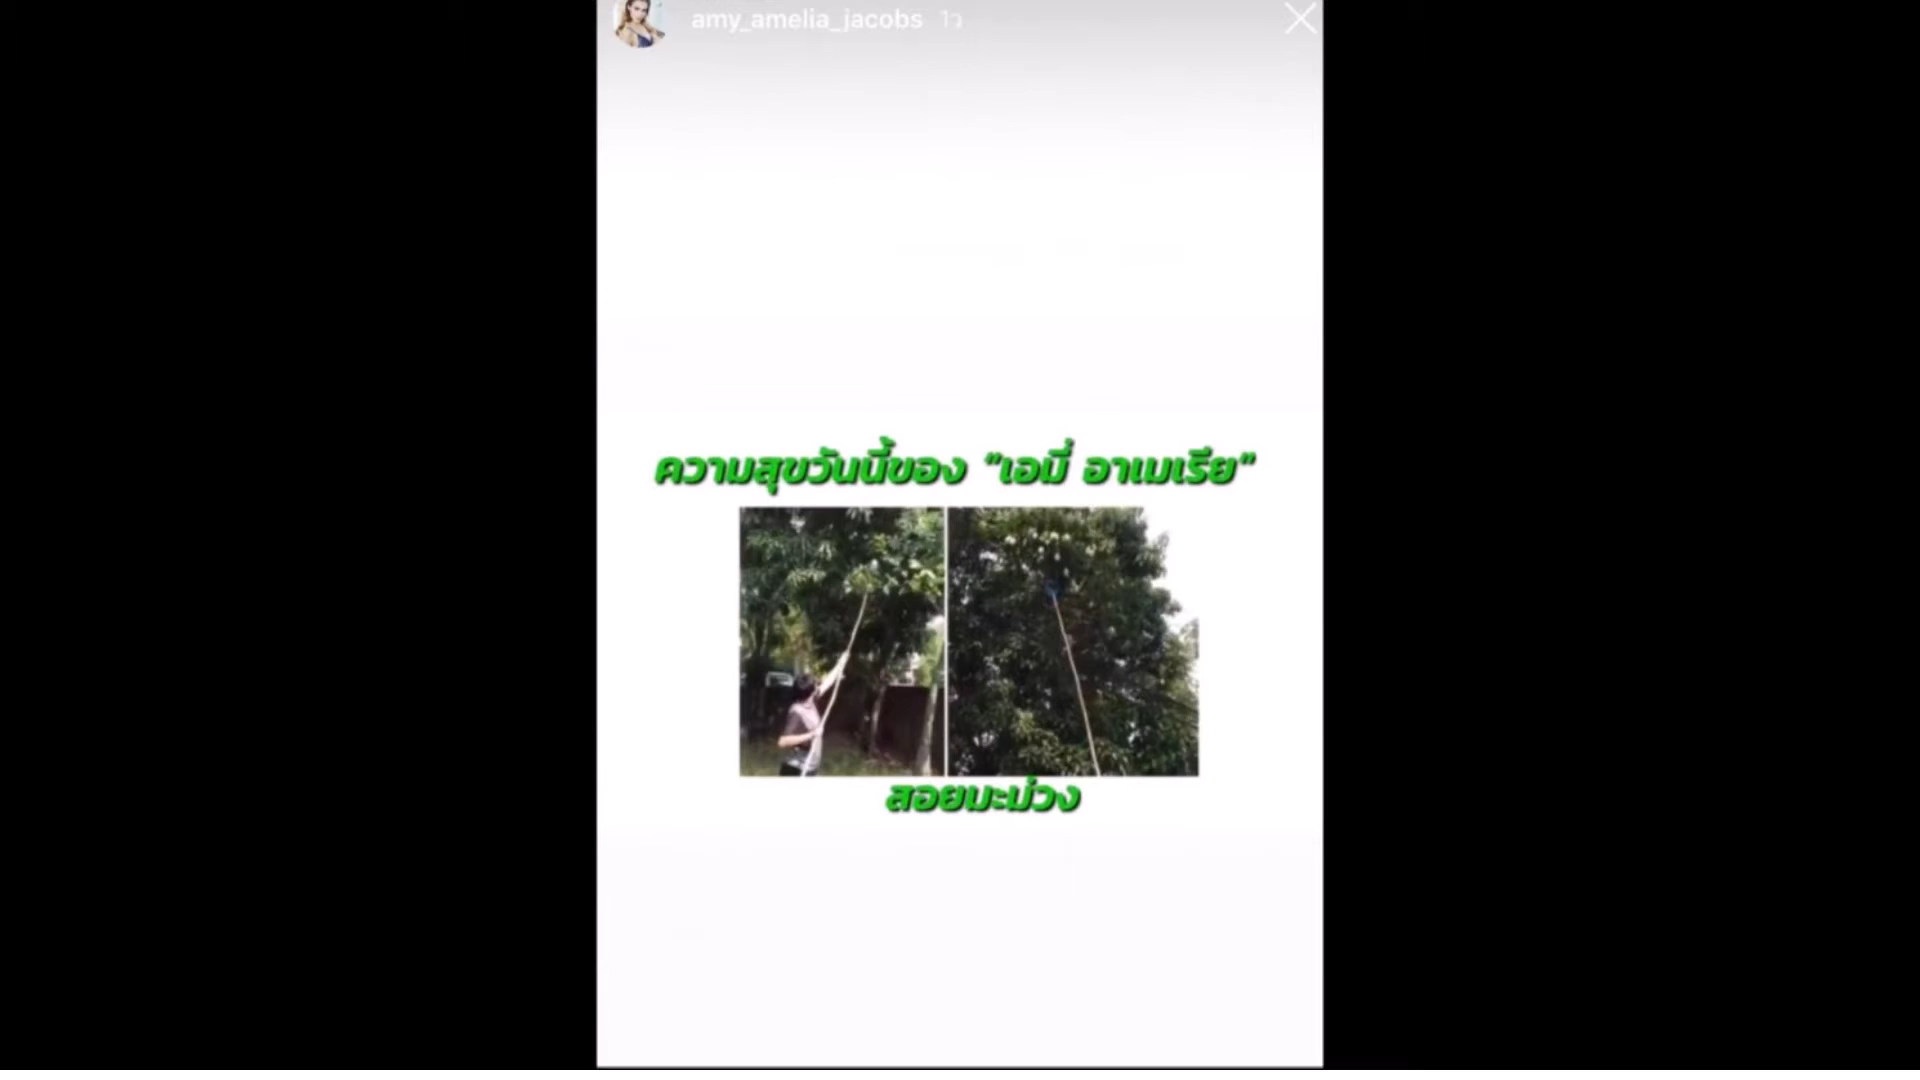 amy_amelia_jacobs 1ว
ความสุขวันนี้ของ "เอมี่ อาเมเรีย"
สอยมะม่วง